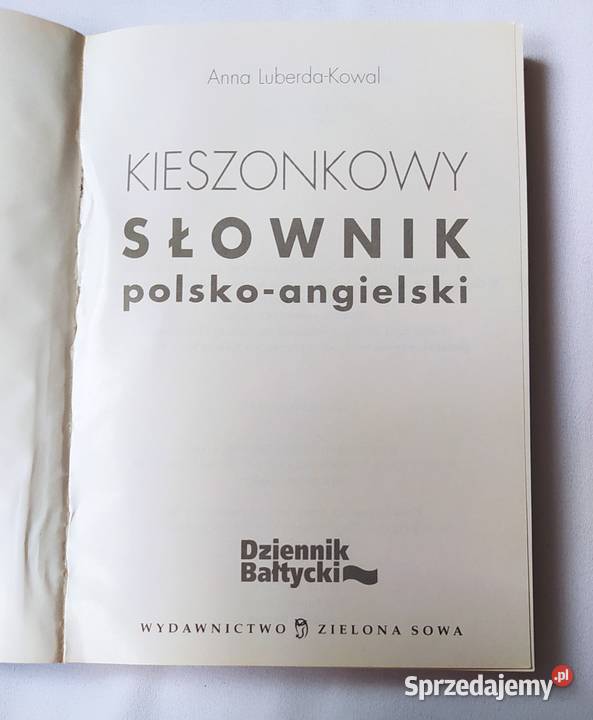 Anna Luberda-Kowal
KIESZONKOWY
SŁOWNIK
polsko-angielski
Dziennik
Bałtycki
WYDAWNICTWO ZIELONA SOWA
Sprzedajemy.pl